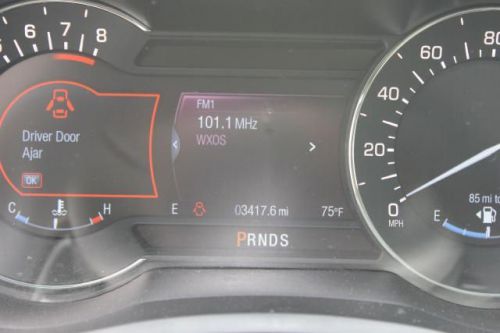 5 6 7 8
Driver Door
Ajar
OK
C H
FM1
101.1 MHz
WXOS
E 03417.6 mi 75°F
PRNDS
0 20 40 60 80
MPH
85 mi to
E